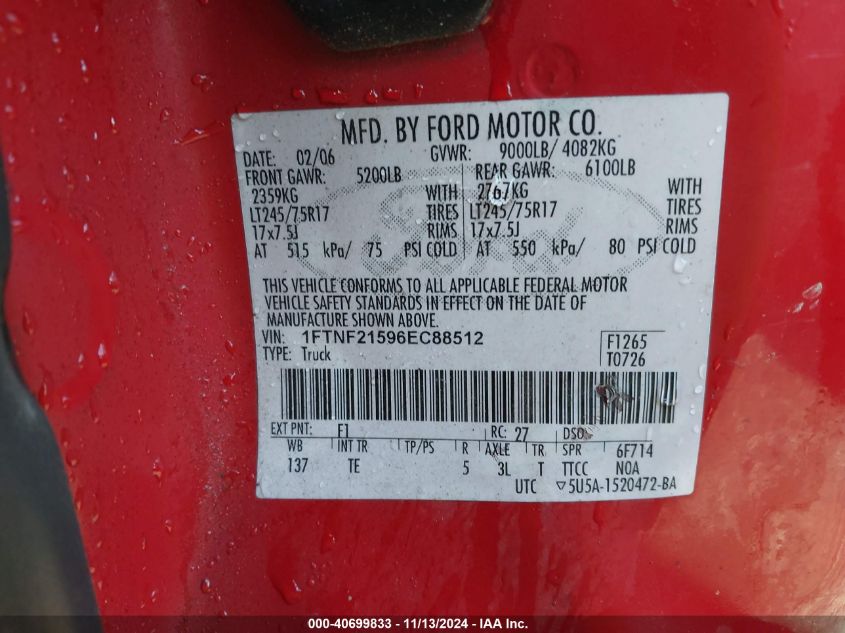 MFD. BY FORD MOTOR CO.
DATE: 02/06 GVWR: 9000LB/ 4082KG
FRONT GAWR: 5200LB REAR GAWR: 6100LB
2359KG WITH 2767KG WITH
LT245/75R17 TIRES LT245/75R17 TIRES
17x7.5J RIMS 17x7.5J RIMS
AT 515 kPa/ 75 PSI COLD AT 550 kPa/ 80 PSI COLD
THIS VEHICLE CONFORMS TO ALL APPLICABLE FEDERAL MOTOR
VEHICLE SAFETY STANDARDS IN EFFECT ON THE DATE OF
MANUFACTURE SHOWN ABOVE.
VIN: 1FTNF21596EC88512 F1265
TYPE: Truck T0726
EXT PNT: F1 RC: 27 DSO:
WB INT TR TP/PS R AXLE TR SPR 6F714
137 TE 5 3L T TTCC NOA
UTC ▽5U5A-1520472-BA
000-40699833 - 11/13/2024 - IAA Inc.